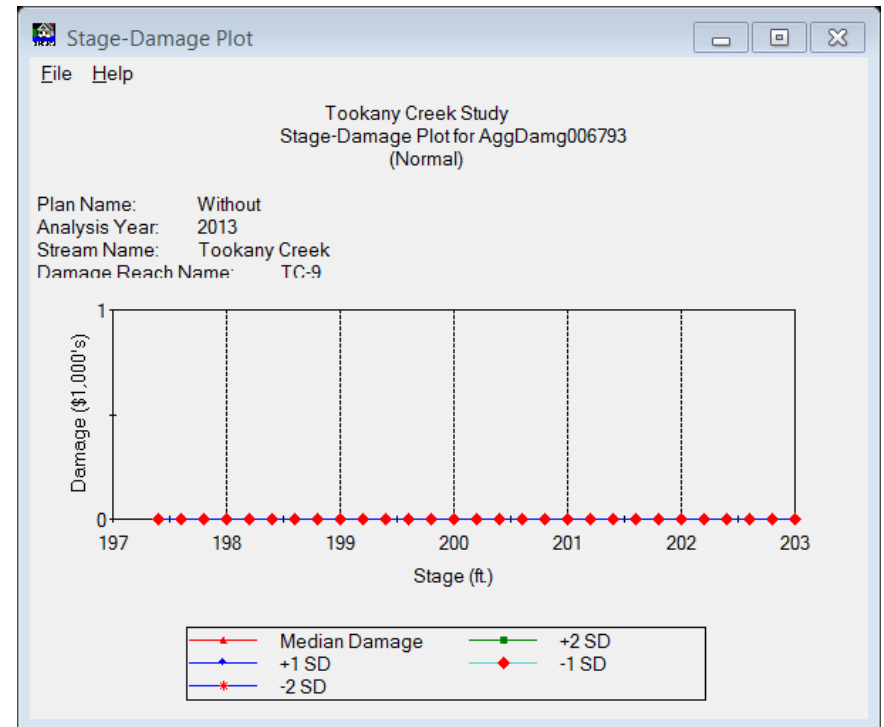 Stage-Damage Plot
File Help
Tookany Creek Study
Stage-Damage Plot for AggDamg006793
(Normal)
Plan Name: Without
Analysis Year: 2013
Stream Name: Tookany Creek
Damage Reach Name: TC-9
1
Damage ($1,000's)
0
197 198 199 200 201 202 203
Stage (ft.)
Median Damage +2 SD
+1 SD -1 SD
-2 SD